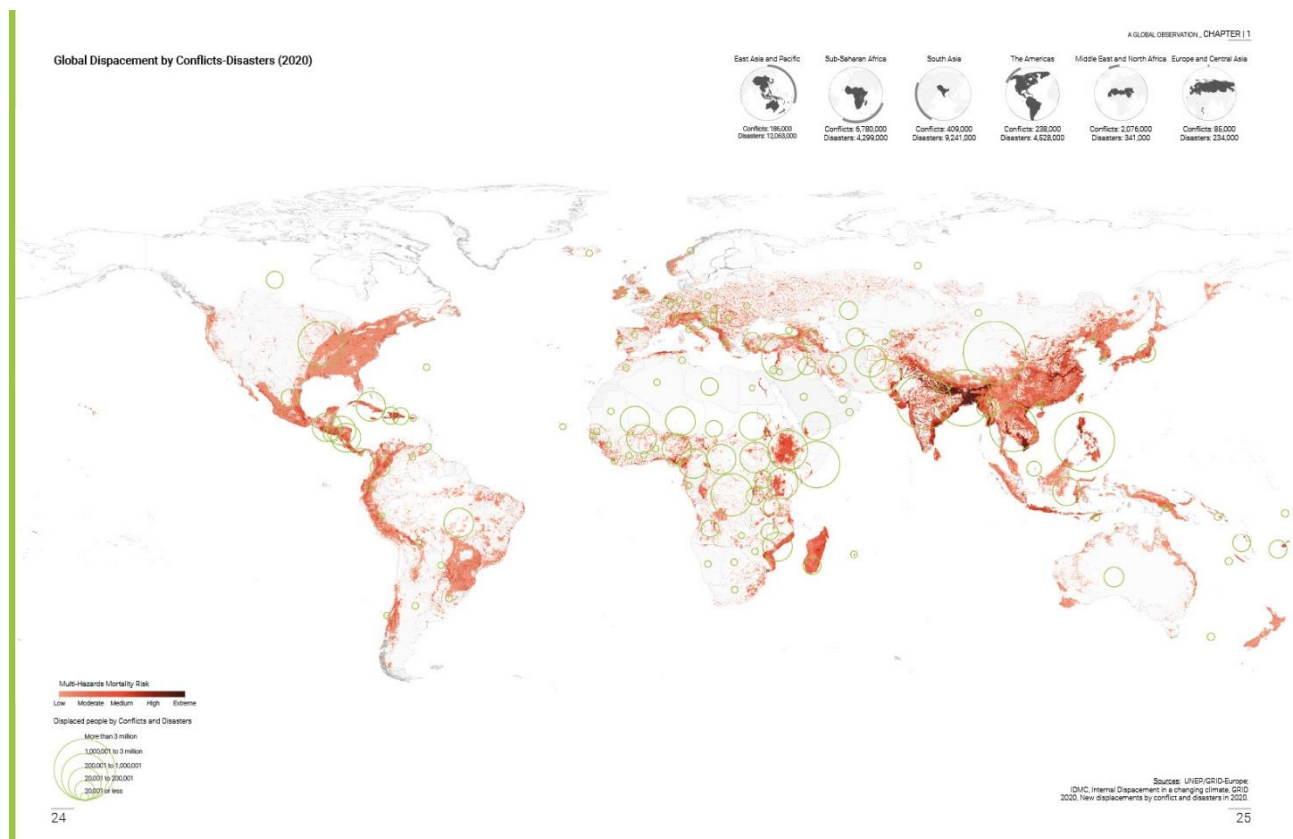 A GLOBAL OBSERVATION_ CHAPTER | 1
Global Dispacement by Conflicts-Disasters (2020)
East Asia and Pacific
Conflicts: 186,000
Disasters: 12,063,000
Sub-Saharan Africa
Conflicts: 6,780,000
Disasters: 4,299,000
South Asia
Conflicts: 409,000
Disasters: 9,241,000
The Americas
Conflicts: 238,000
Disasters: 4,528,000
Middle East and North Africa
Conflicts: 2,076,000
Disasters: 341,000
Europe and Central Asia
Conflicts: 85,000
Disasters: 234,000
Multi-Hazards Mortality Risk
Low Moderate Medium High Extreme
Displaced people by Conflicts and Disasters
More than 3 million
1,000,001 to 3 million
200,001 to 1,000,001
20,001 to 200,001
20,001 or less
24
Sources: UNEP/GRID-Europe;
IDMC, Internal Dispacement in a changing climate, GRID
2020, New displacements by conflict and disasters in 2020.
25